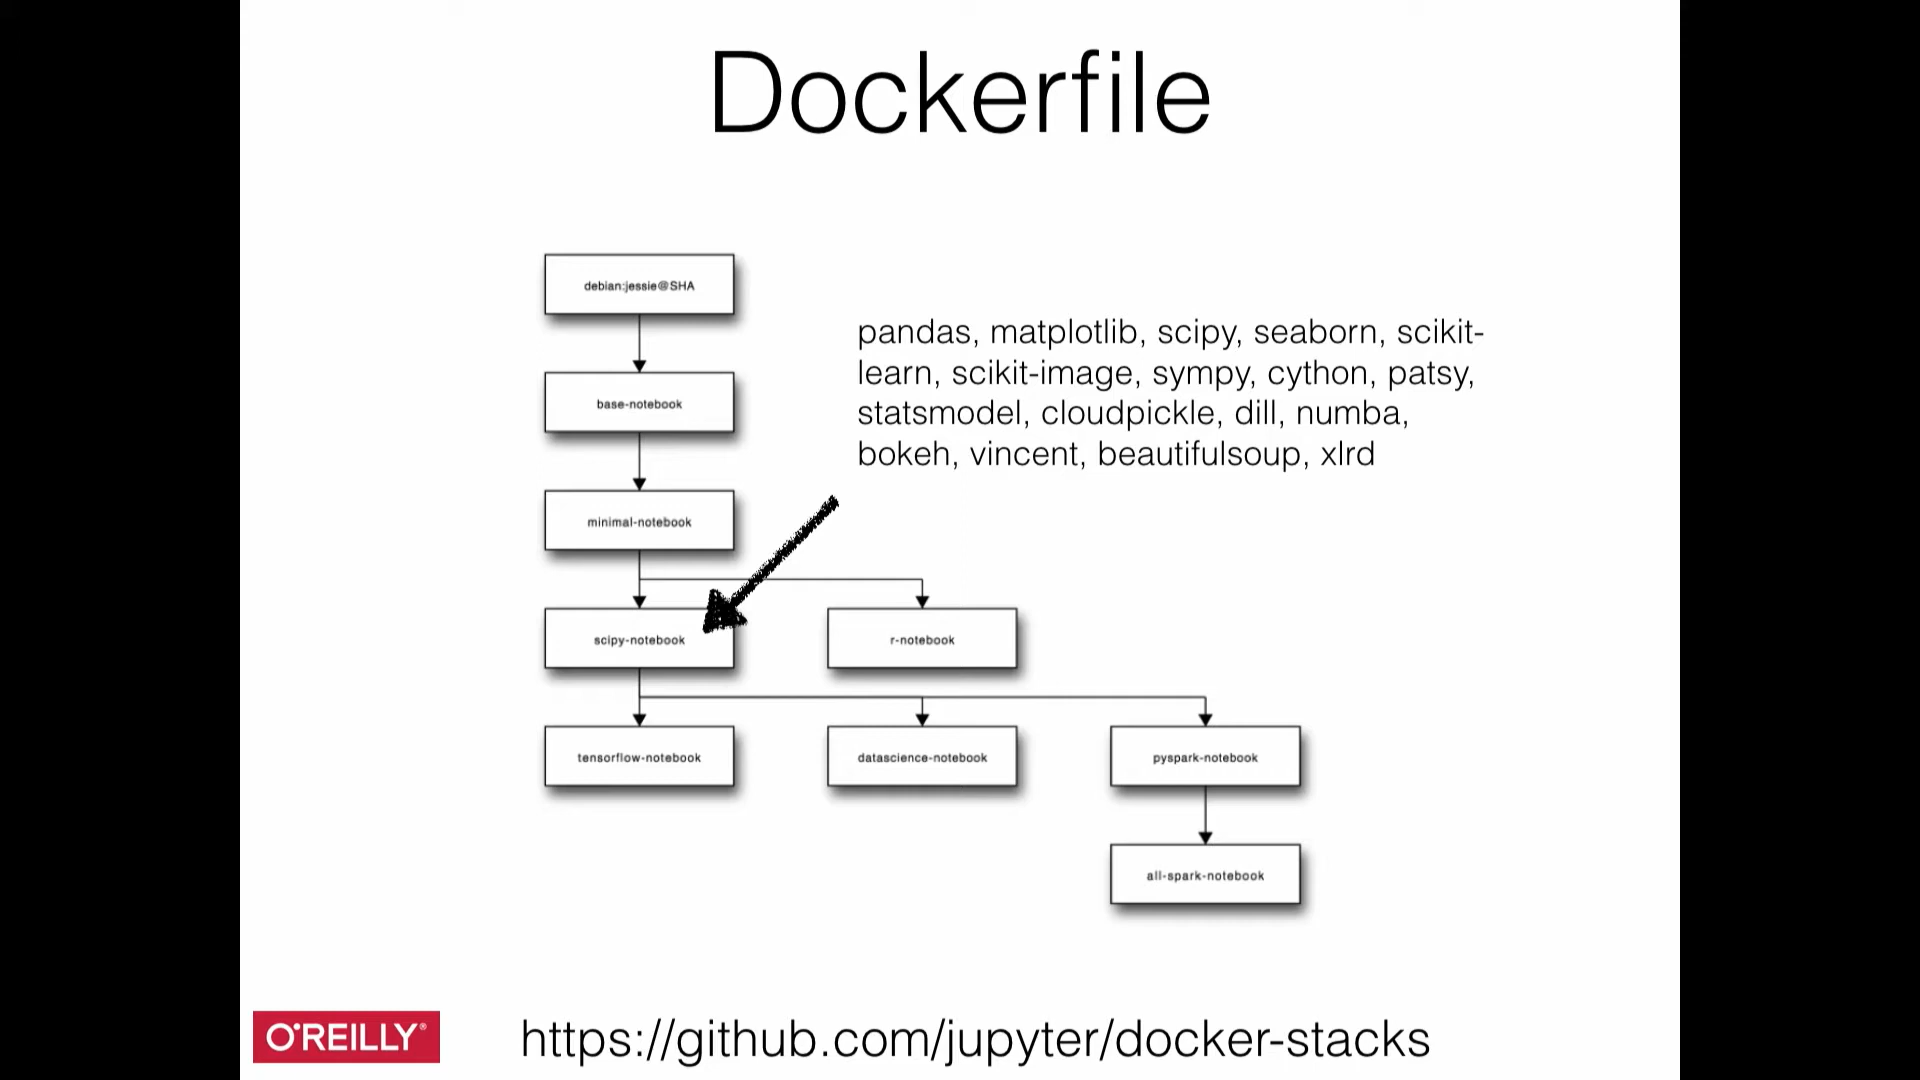 Dockerfile
debian:jessie@SHA
base-notebook
pandas, matplotlib, scipy, seaborn, scikit-
learn, scikit-image, sympy, cython, patsy,
statsmodel, cloudpickle, dill, numba,
bokeh, vincent, beautifulsoup, xlrd
minimal-notebook
scipy-notebook
r-notebook
tensorflow-notebook
datascience-notebook
pyspark-notebook
all-spark-notebook
O'REILLY®
https://github.com/jupyter/docker-stacks